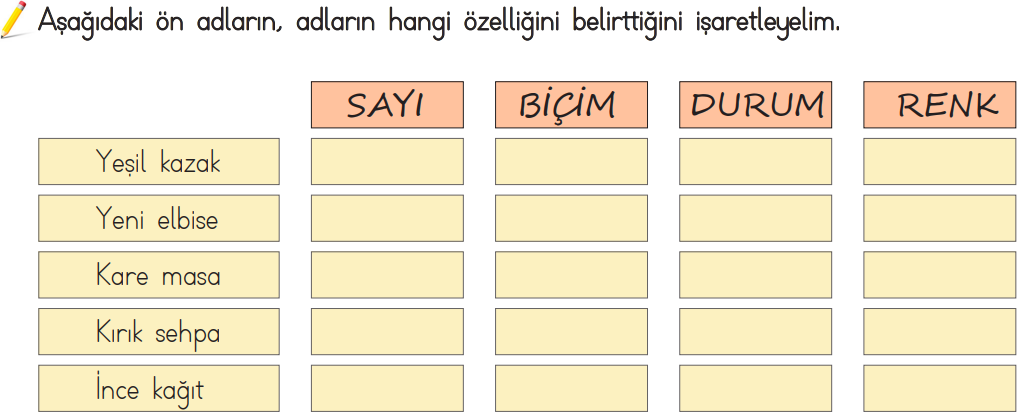 Aşağıdaki ön adların, adların hangi özelliğini belirttiğini işaretleyelim.
SAYI BİÇİM DURUM RENK
Yeşil kazak
Yeni elbise
Kare masa
Kırık sehpa
İnce kağıt